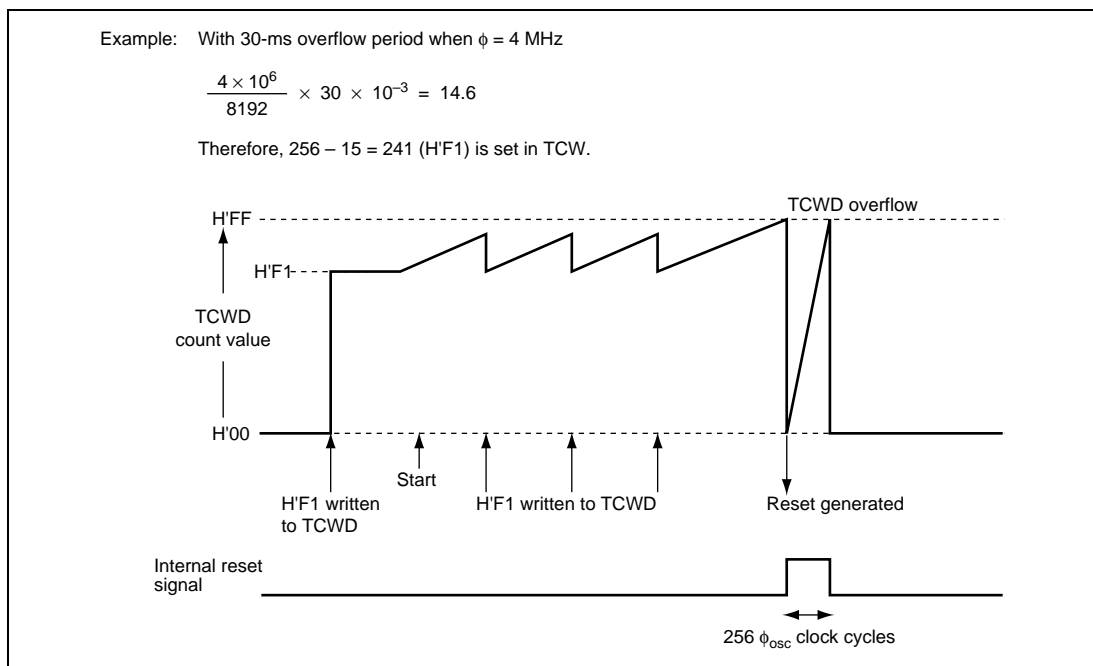 Example: With 30-ms overflow period when ϕ = 4 MHz
4 × 10⁶
8192
× 30 × 10⁻³ = 14.6
Therefore, 256 – 15 = 241 (H'F1) is set in TCW.
TCWD overflow
H'FF
H'F1
TCWD
count value
H'00
Start
H'F1 written
to TCWD
H'F1 written to TCWD
Reset generated
Internal reset
signal
256 ϕosc clock cycles